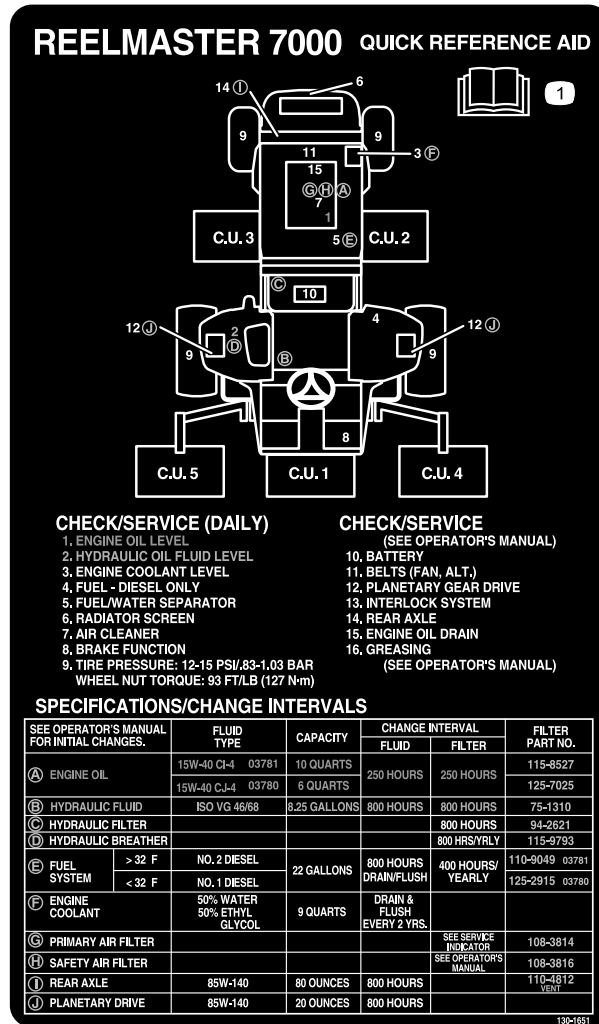 REELMASTER 7000 QUICK REFERENCE AID
1
6
14 I
9
9
11
3 F
15
G H A
7
1
C.U. 3
5 E
C.U. 2
C
10
4
12 J
2
D
12 J
9
9
B
8
C.U. 5
C.U. 1
C.U. 4
CHECK/SERVICE (DAILY)
1. ENGINE OIL LEVEL
2. HYDRAULIC OIL FLUID LEVEL
3. ENGINE COOLANT LEVEL
4. FUEL - DIESEL ONLY
5. FUEL/WATER SEPARATOR
6. RADIATOR SCREEN
7. AIR CLEANER
8. BRAKE FUNCTION
9. TIRE PRESSURE: 12-15 PSI/.83-1.03 BAR
WHEEL NUT TORQUE: 93 FT/LB (127 N·m)
CHECK/SERVICE
(SEE OPERATOR'S MANUAL)
10. BATTERY
11. BELTS (FAN, ALT.)
12. PLANETARY GEAR DRIVE
13. INTERLOCK SYSTEM
14. REAR AXLE
15. ENGINE OIL DRAIN
16. GREASING
(SEE OPERATOR'S MANUAL)
SPECIFICATIONS/CHANGE INTERVALS
SEE OPERATOR'S MANUAL FLUID CAPACITY CHANGE INTERVAL FILTER
FOR INITIAL CHANGES. TYPE FLUID FILTER PART NO.
A ENGINE OIL 15W-40 CI-4 03781 10 QUARTS 250 HOURS 250 HOURS 115-8527
15W-40 CJ-4 03780 6 QUARTS 125-7025
B HYDRAULIC FLUID ISO VG 46/68 8.25 GALLONS 800 HOURS 800 HOURS 75-1310
C HYDRAULIC FILTER 800 HOURS 94-2621
D HYDRAULIC BREATHER 800 HRS/YRLY 115-9793
E FUEL SYSTEM > 32 F NO. 2 DIESEL 22 GALLONS 800 HOURS DRAIN/FLUSH 400 HOURS/ YEARLY 110-9049 03781
< 32 F NO. 1 DIESEL 125-2915 03780
F ENGINE COOLANT 50% WATER 50% ETHYL GLYCOL 9 QUARTS DRAIN & FLUSH EVERY 2 YRS.
G PRIMARY AIR FILTER SEE SERVICE INDICATOR 108-3814
H SAFETY AIR FILTER SEE OPERATOR'S MANUAL 108-3816
I REAR AXLE 85W-140 80 OUNCES 800 HOURS 110-4812 VENT
J PLANETARY DRIVE 85W-140 20 OUNCES 800 HOURS
130-1651